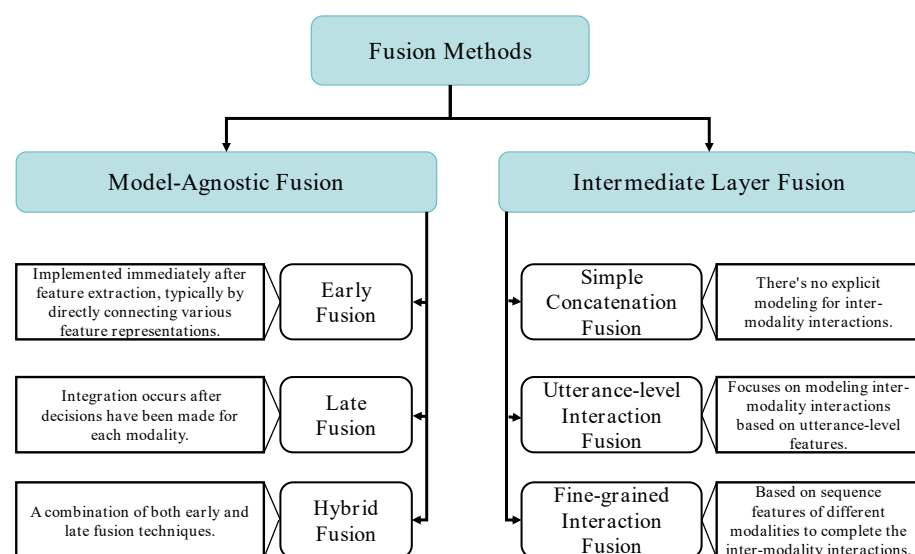 Fusion Methods
Model-Agnostic Fusion
Implemented immediately after
feature extraction, typically by
directly connecting various
feature representations.
Early
Fusion
Integration occurs after
decisions have been made for
each modality.
Late
Fusion
A combination of both early and
late fusion techniques.
Hybrid
Fusion
Intermediate Layer Fusion
Simple
Concatenation
Fusion
There's no explicit
modeling for inter-
modality interactions.
Utterance-level
Interaction
Fusion
Focuses on modeling inter-
modality interactions
based on utterance-level
features.
Fine-grained
Interaction
Fusion
Based on sequence
features of different
modalities to complete the
inter-modality interactions.